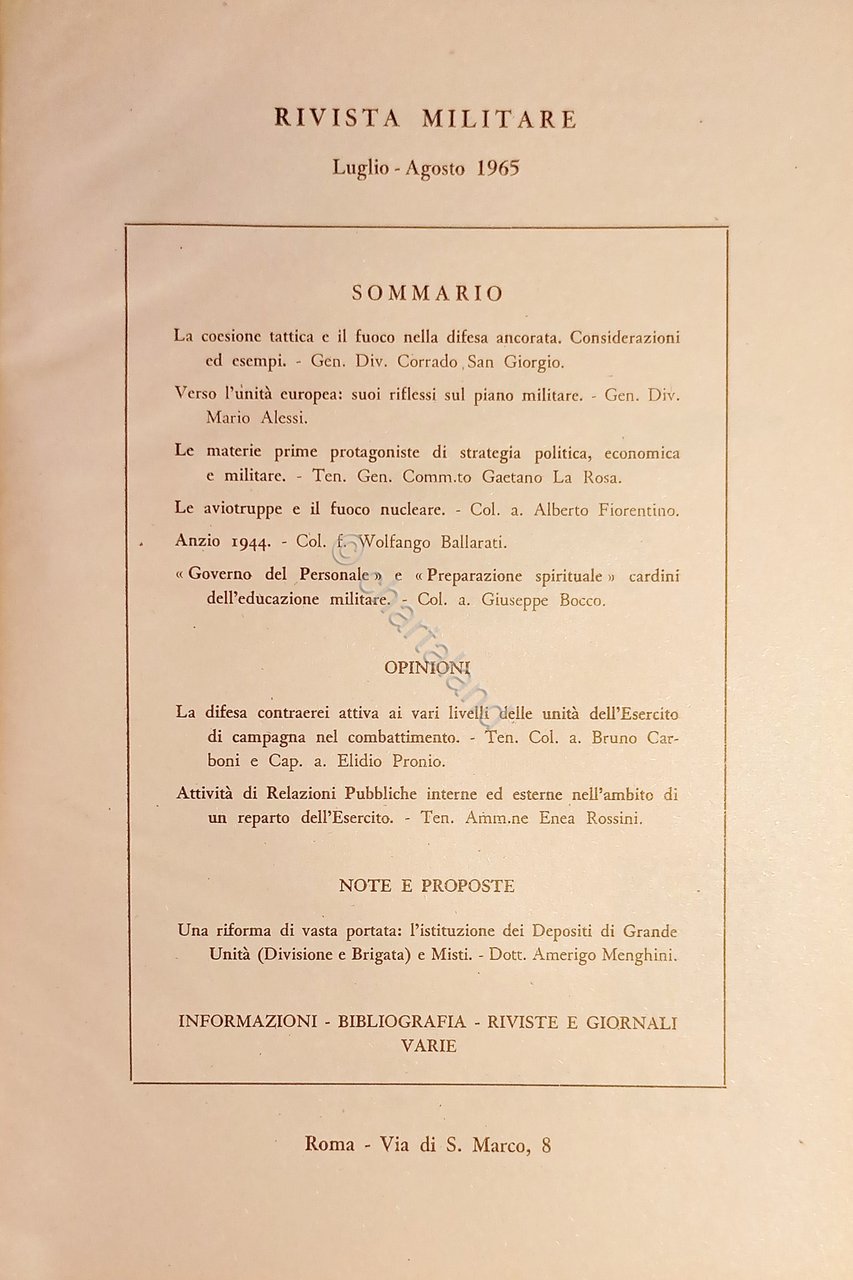 RIVISTA MILITARE
Luglio - Agosto 1965
SOMMARIO
La coesione tattica e il fuoco nella difesa ancorata. Considerazioni
ed esempi. - Gen. Div. Corrado San Giorgio.
Verso l'unità europea: suoi riflessi sul piano militare. - Gen. Div.
Mario Alessi.
Le materie prime protagoniste di strategia politica, economica
e militare. - Ten. Gen. Comm.to Gaetano La Rosa.
Le aviotruppe e il fuoco nucleare. - Col. a. Alberto Fiorentino.
Anzio 1944. - Col. f. Wolfango Ballarati.
« Governo del Personale » e « Preparazione spirituale » cardini
dell'educazione militare. - Col. a. Giuseppe Bocco.
OPINIONI
La difesa contraerei attiva ai vari livelli delle unità dell'Esercito
di campagna nel combattimento. - Ten. Col. a. Bruno Car-
boni e Cap. a. Elidio Pronio.
Attività di Relazioni Pubbliche interne ed esterne nell'ambito di
un reparto dell'Esercito. - Ten. Amm.ne Enea Rossini.
NOTE E PROPOSTE
Una riforma di vasta portata: l'istituzione dei Depositi di Grande
Unità (Divisione e Brigata) e Misti. - Dott. Amerigo Menghini.
INFORMAZIONI - BIBLIOGRAFIA - RIVISTE E GIORNALI
VARIE
Roma - Via di S. Marco, 8